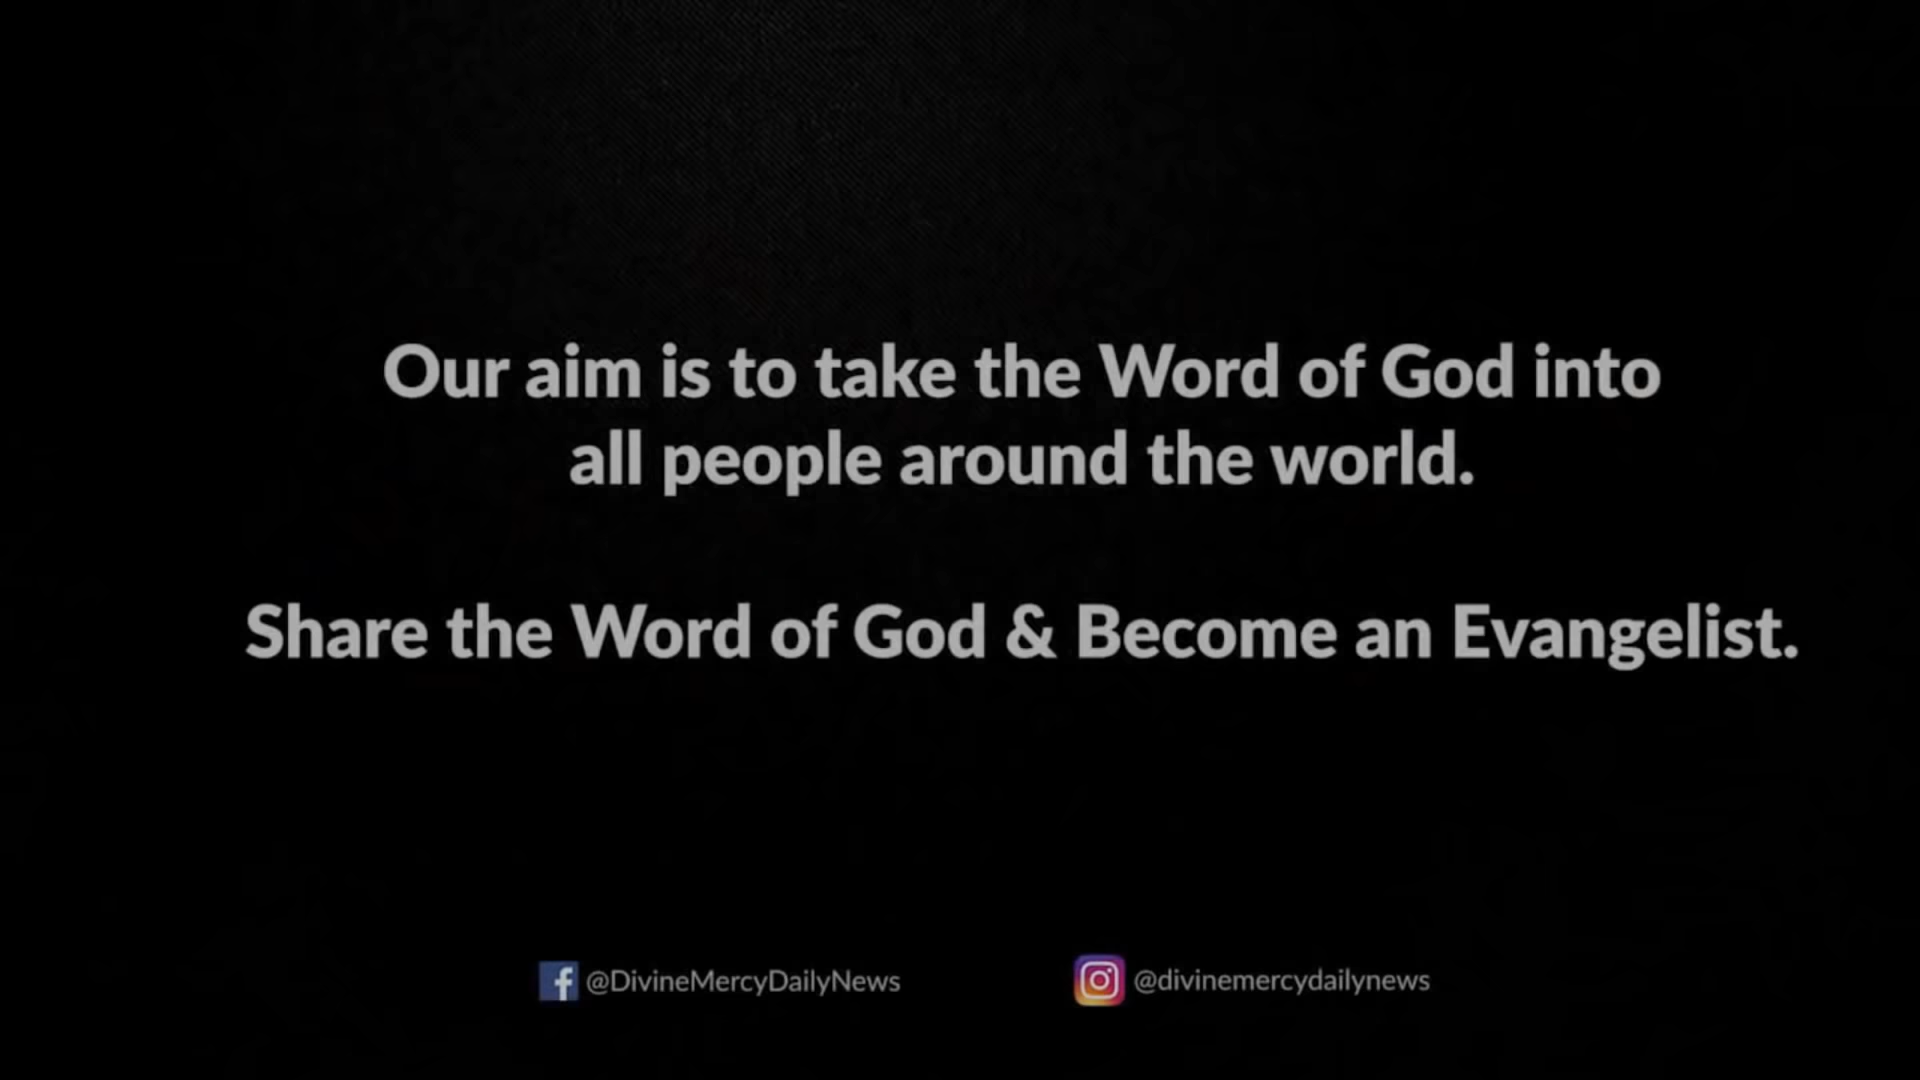 Our aim is to take the Word of God into
all people around the world.
Share the Word of God & Become an Evangelist.
@DivineMercyDailyNews
@divinemercydailynews